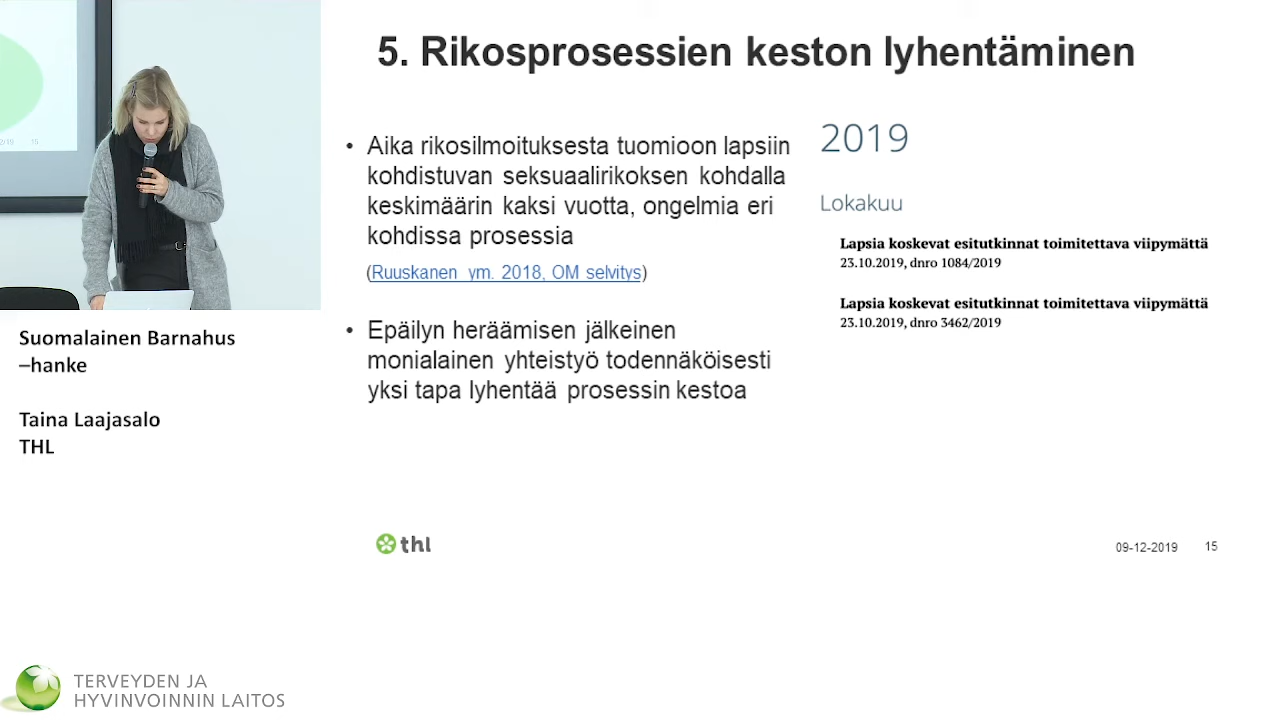 5. Rikosprosessien keston lyhentäminen
• Aika rikosilmoituksesta tuomioon lapsiin
kohdistuvan seksuaalirikoksen kohdalla
keskimäärin kaksi vuotta, ongelmia eri
kohdissa prosessia
(Ruuskanen ym. 2018, OM selvitys)
• Epäilyn heräämisen jälkeinen
monialainen yhteistyö todennäköisesti
yksi tapa lyhentää prosessin kestoa
2019
Lokakuu
Lapsia koskevat esitutkinnat toimitettava viipymättä
23.10.2019, dnro 1084/2019
Lapsia koskevat esitutkinnat toimitettava viipymättä
23.10.2019, dnro 3462/2019
Suomalainen Barnahus
–hanke
Taina Laajasalo
THL
thl
09-12-2019 15
TERVEYDEN JA
HYVINVOINNIN LAITOS